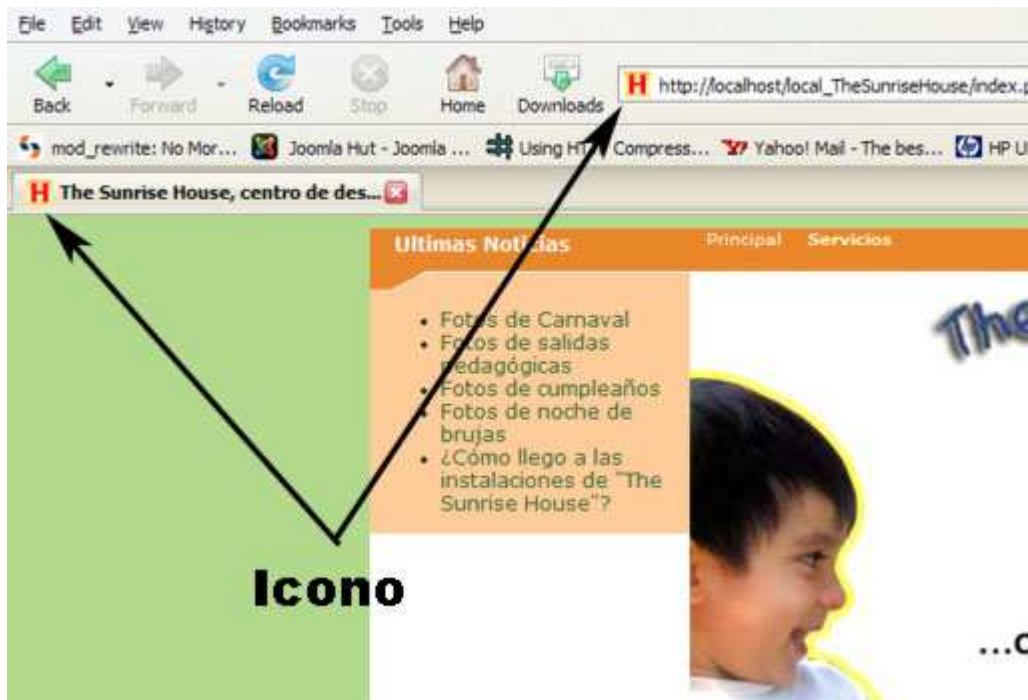 File Edit View History Bookmarks Tools Help
Back Forward Reload Stop Home Downloads
H http://localhost/local_TheSunriseHouse/index.p
mod_rewrite: No Mor... Joomla Hut - Joomla ... Using Compress... Yahoo! Mail - The bes... HP U
H The Sunrise House, centro de des...
Ultimas Noticias Principal Servicios
• Fotos de Carnaval
• Fotos de salidas
pedagógicas
• Fotos de cumpleaños
• Fotos de noche de
brujas
• ¿Cómo llego a las
instalaciones de "The
Sunrise House"?
The
Icono
...c